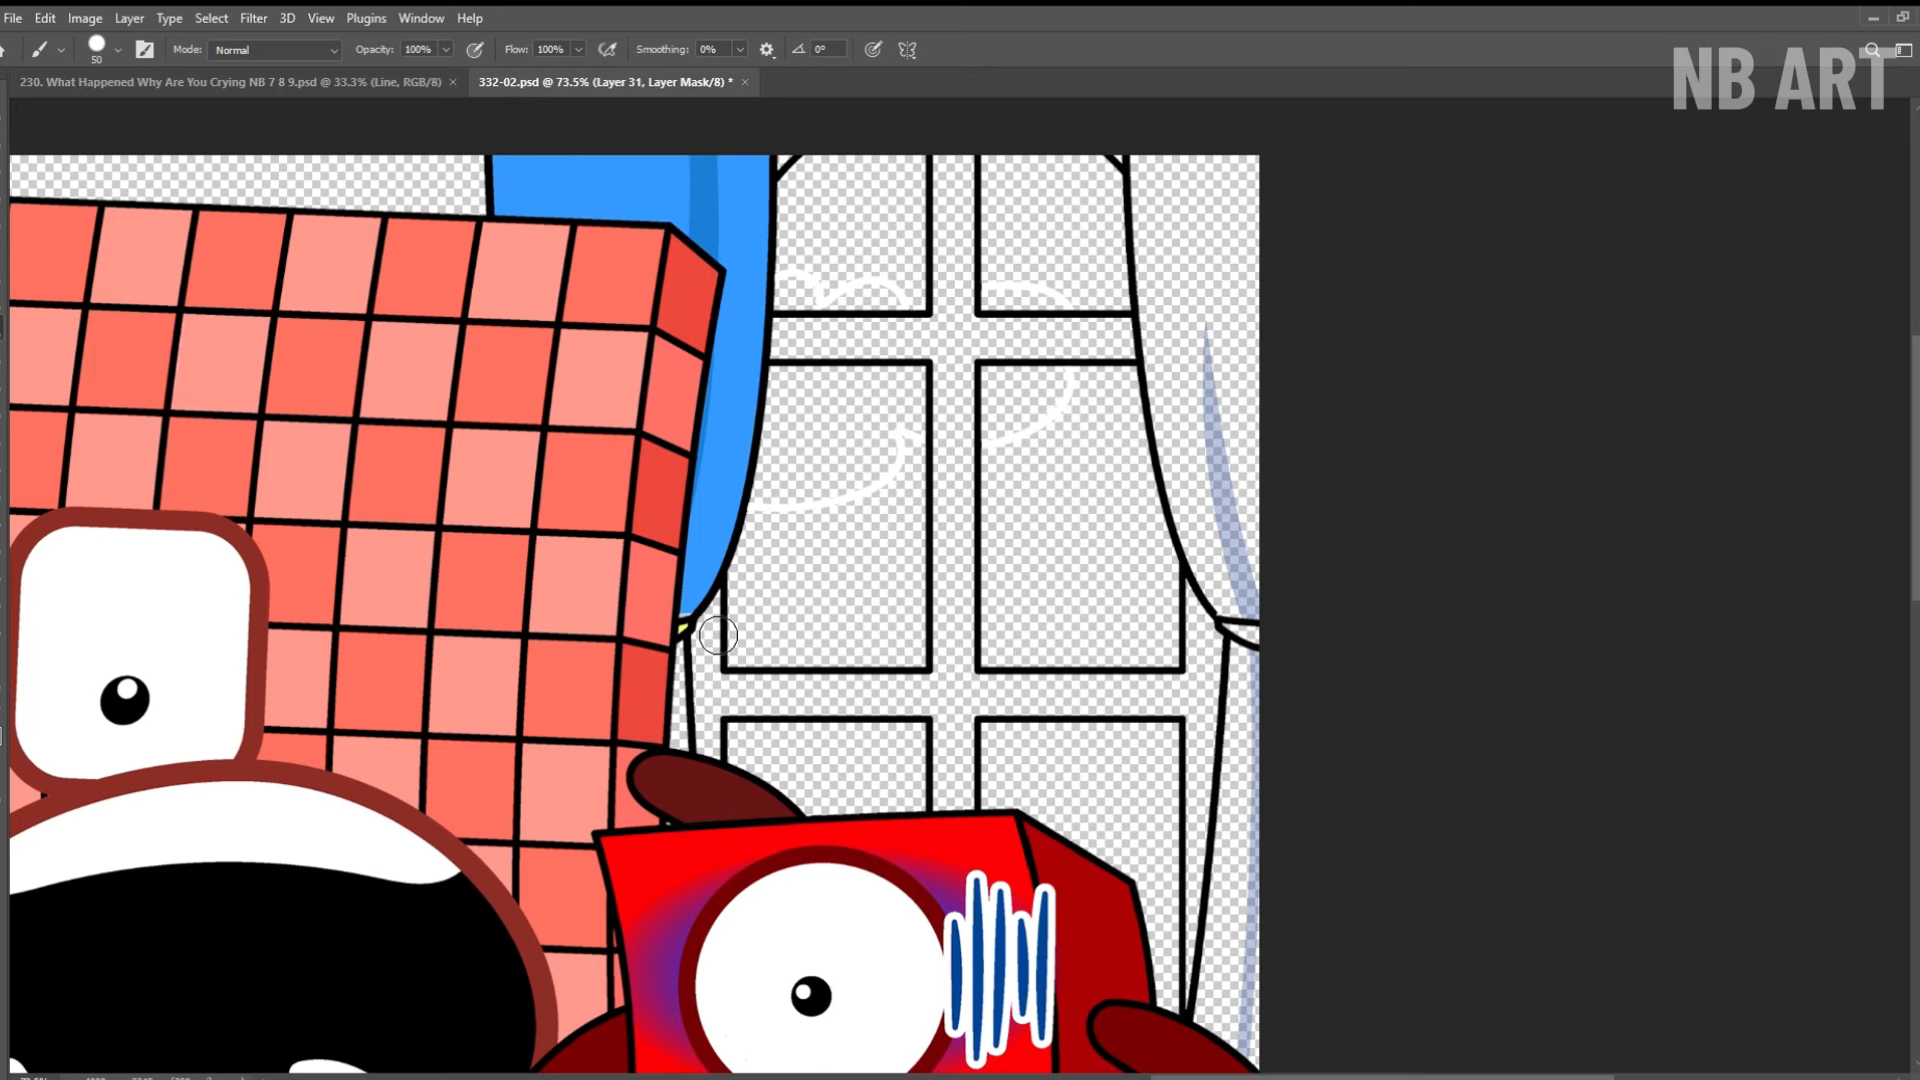 File Edit Image Layer Type Select Filter 3D View Plugins Window Help
50 Mode: Normal Opacity: 100% Flow: 100% Smoothing: 0% 0°
230. What Happened Why Are You Crying NB 7 8 9.psd @ 33.3% (Line, RGB/8) × 332-02.psd @ 73.5% (Layer 31, Layer Mask/8) * ×
NB ART